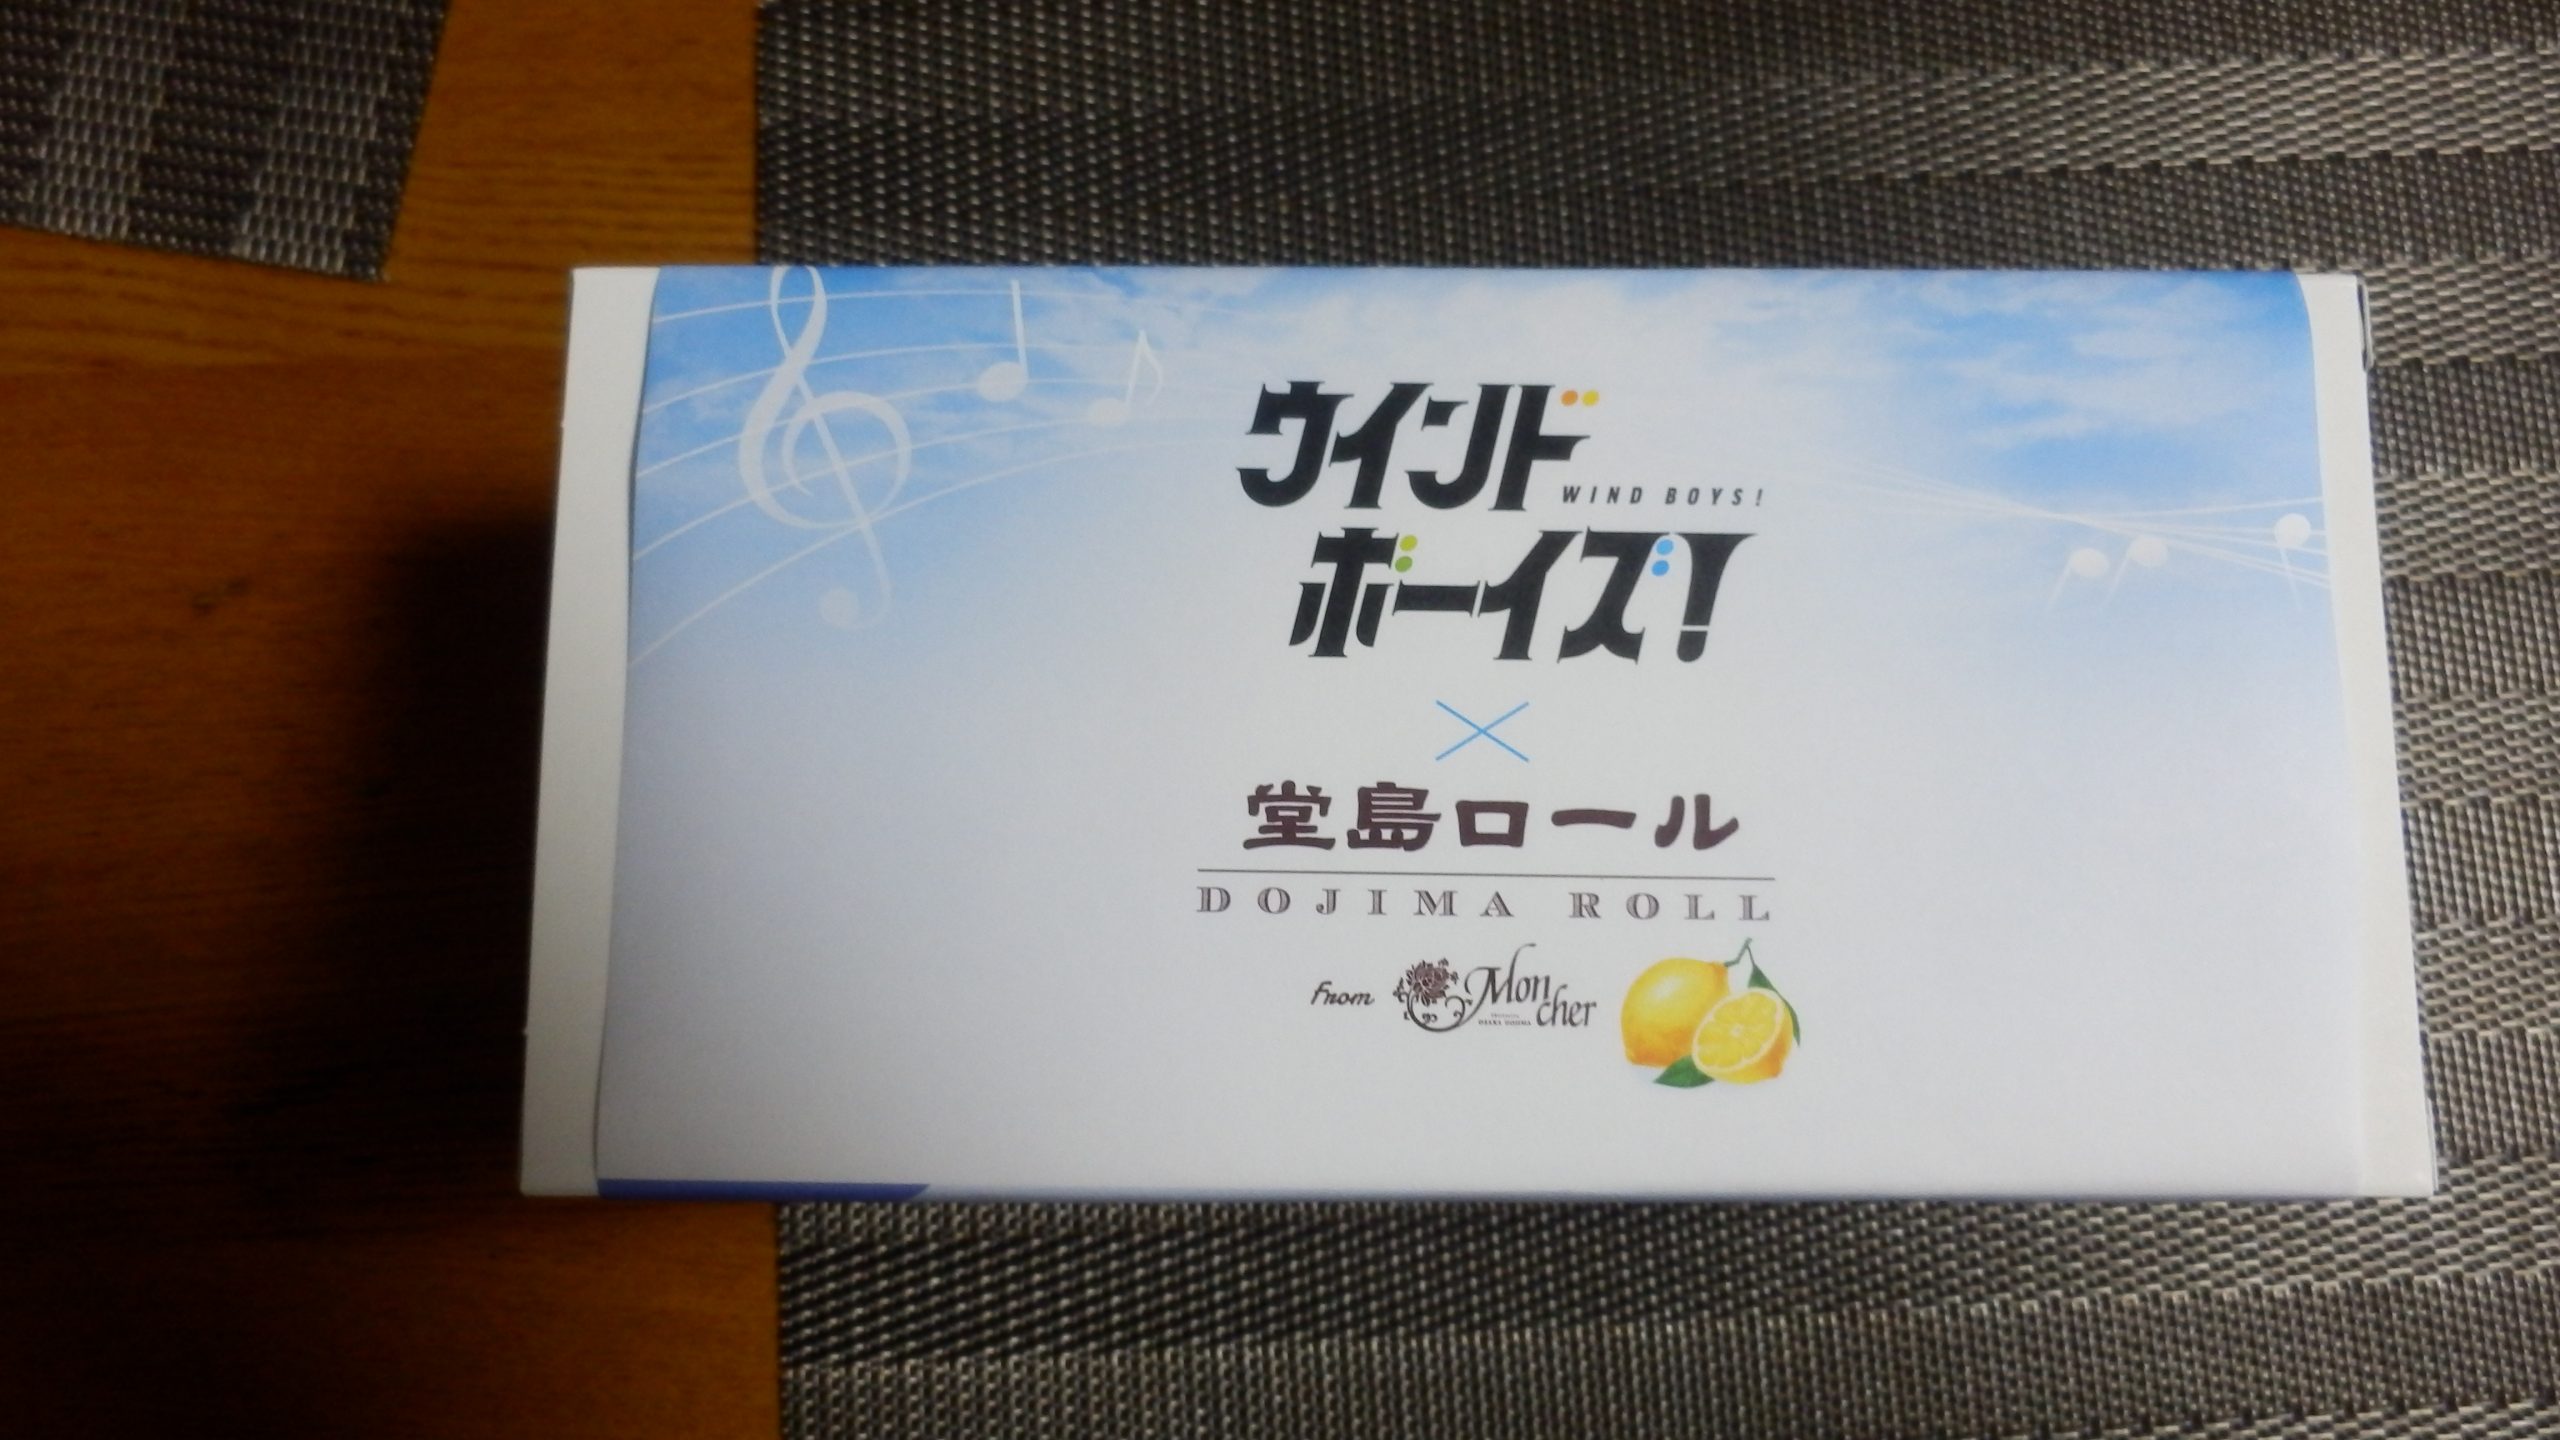 ウインド
WIND BOYS!
ボーイズ!
×
堂島ロール
DOJIMA ROLL
From Mon cher